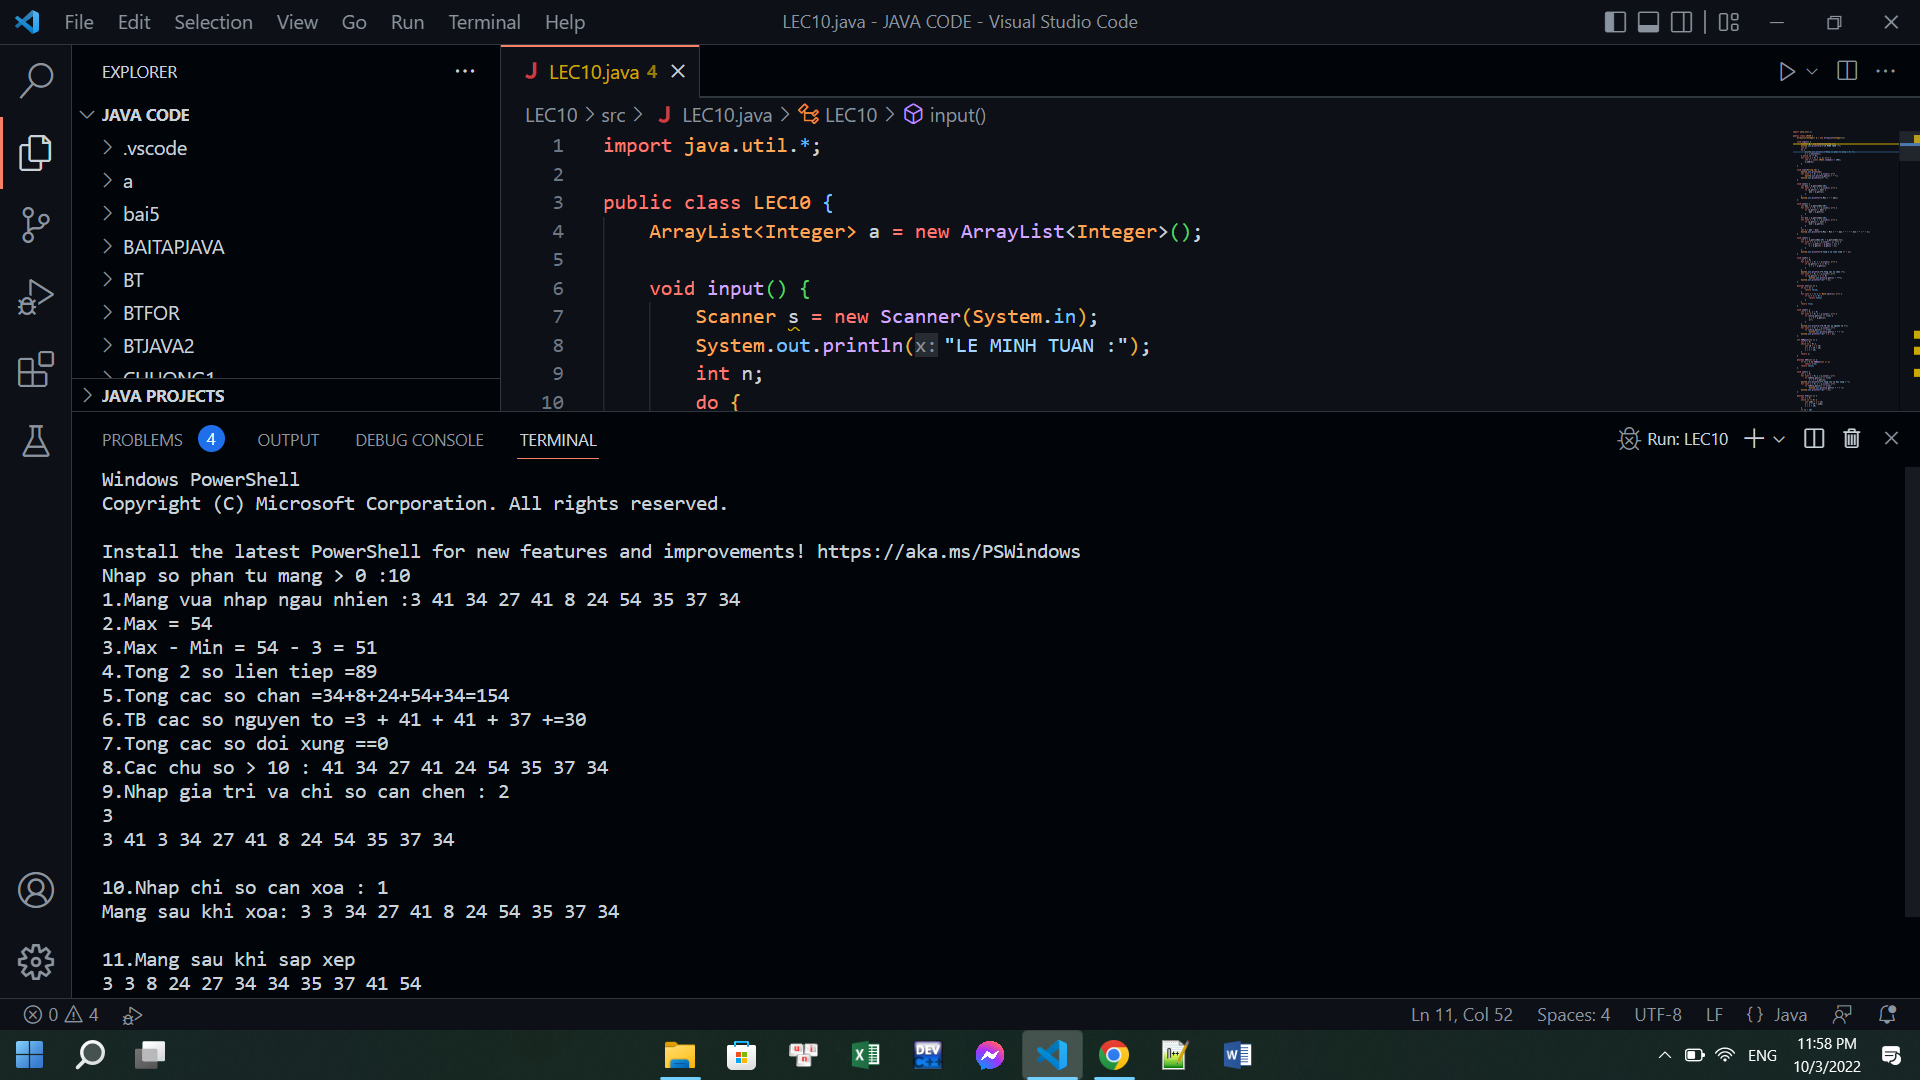 File Edit Selection View Go Run Terminal Help LEC10.java - JAVA CODE - Visual Studio Code
EXPLORER
JAVA CODE
.vscode
a
bai5
BAITAPJAVA
BT
BTFOR
BTJAVA2
JAVA PROJECTS
LEC10.java 4
LEC10 > src > LEC10.java > LEC10 > input()
1 import java.util.*;
2
3 public class LEC10 {
4 ArrayList<Integer> a = new ArrayList<Integer>();
5
6 void input() {
7 Scanner s = new Scanner(System.in);
8 System.out.println(x: "LE MINH TUAN :");
9 int n;
10 do {
PROBLEMS 4 OUTPUT DEBUG CONSOLE TERMINAL Run: LEC10
Windows PowerShell
Copyright (C) Microsoft Corporation. All rights reserved.
Install the latest PowerShell for new features and improvements! https://aka.ms/PSWindows
Nhap so phan tu mang > 0 :10
1.Mang vua nhap ngau nhien :3 41 34 27 41 8 24 54 35 37 34
2.Max = 54
3.Max - Min = 54 - 3 = 51
4.Tong 2 so lien tiep =89
5.Tong cac so chan =34+8+24+54+34=154
6.TB cac so nguyen to =3 + 41 + 41 + 37 +=30
7.Tong cac so doi xung ==0
8.Cac chu so > 10 : 41 34 27 41 24 54 35 37 34
9.Nhap gia tri va chi so can chen : 2
3
3 41 3 34 27 41 8 24 54 35 37 34
10.Nhap chi so can xoa : 1
Mang sau khi xoa: 3 3 34 27 41 8 24 54 35 37 34
11.Mang sau khi sap xep
3 3 8 24 27 34 34 35 37 41 54
0 4 Ln 11, Col 52 Spaces: 4 UTF-8 LF {} Java
ENG 11:58 PM
10/3/2022